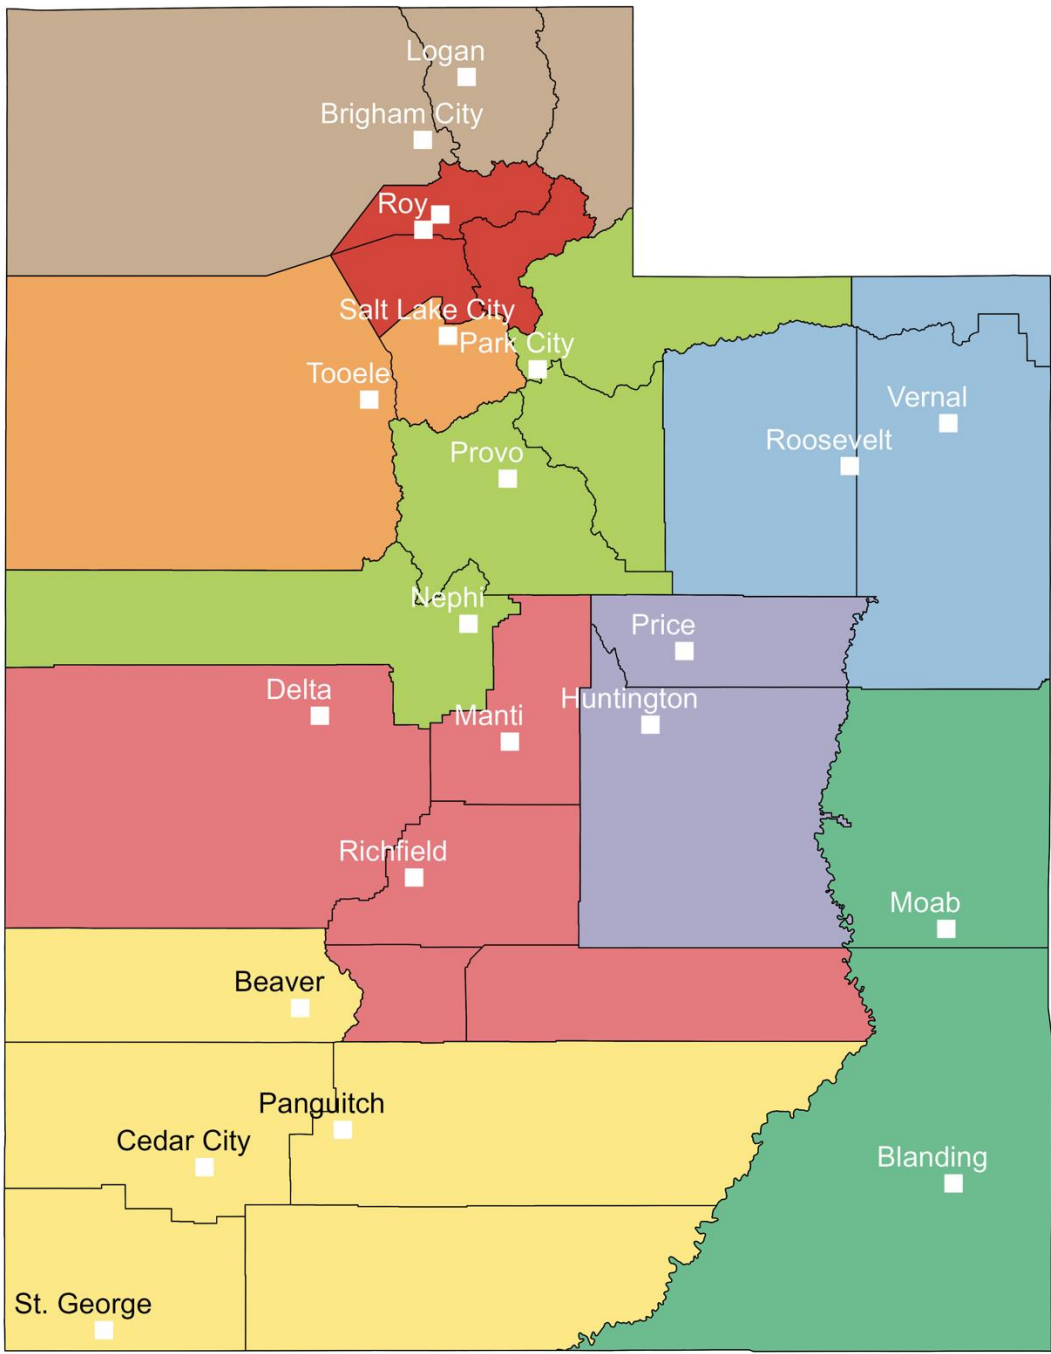 Logan
Brigham City
Roy
Salt Lake City
Park City
Tooele
Vernal
Roosevelt
Provo
Nephi
Price
Delta
Huntington
Manti
Richfield
Moab
Beaver
Panguitch
Cedar City
Blanding
St. George